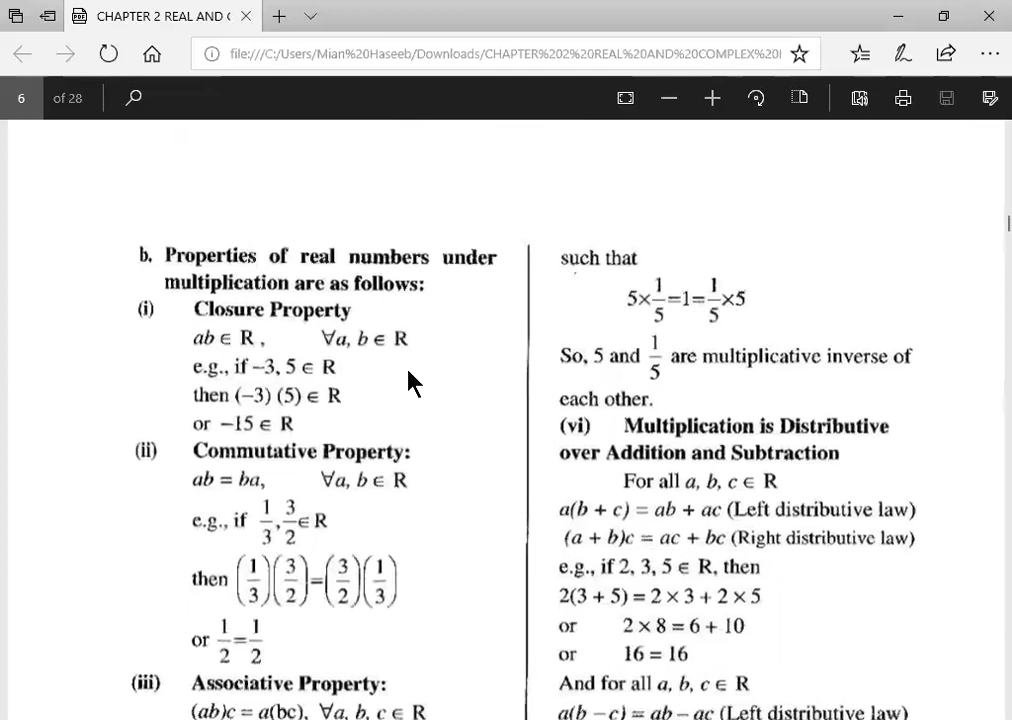 CHAPTER 2 REAL AND C
file:///C:/Users/Mian%20Haseeb/Downloads/CHAPTER%202%20REAL%20AND%20COMPLEX%20
6 of 28
b. Properties of real numbers under
multiplication are as follows:
(i) Closure Property
ab ∈ R, ∀a, b ∈ R
e.g., if –3, 5 ∈ R
then (–3) (5) ∈ R
or –15 ∈ R
(ii) Commutative Property:
ab = ba, ∀a, b ∈ R
e.g., if 1/3, 3/2 ∈ R
then (1/3)(3/2)=(3/2)(1/3)
or 1/2=1/2
(iii) Associative Property:
(ab)c = a(bc), ∀a, b, c ∈ R
such that
5×1/5=1=1/5×5
So, 5 and 1/5 are multiplicative inverse of
each other.
(vi) Multiplication is Distributive
over Addition and Subtraction
For all a, b, c ∈ R
a(b + c) = ab + ac (Left distributive law)
(a + b)c = ac + bc (Right distributive law)
e.g., if 2, 3, 5 ∈ R, then
2(3 + 5) = 2 × 3 + 2 × 5
or 2 × 8 = 6 + 10
or 16 = 16
And for all a, b, c ∈ R
a(b – c) = ab – ac (Left distributive law)